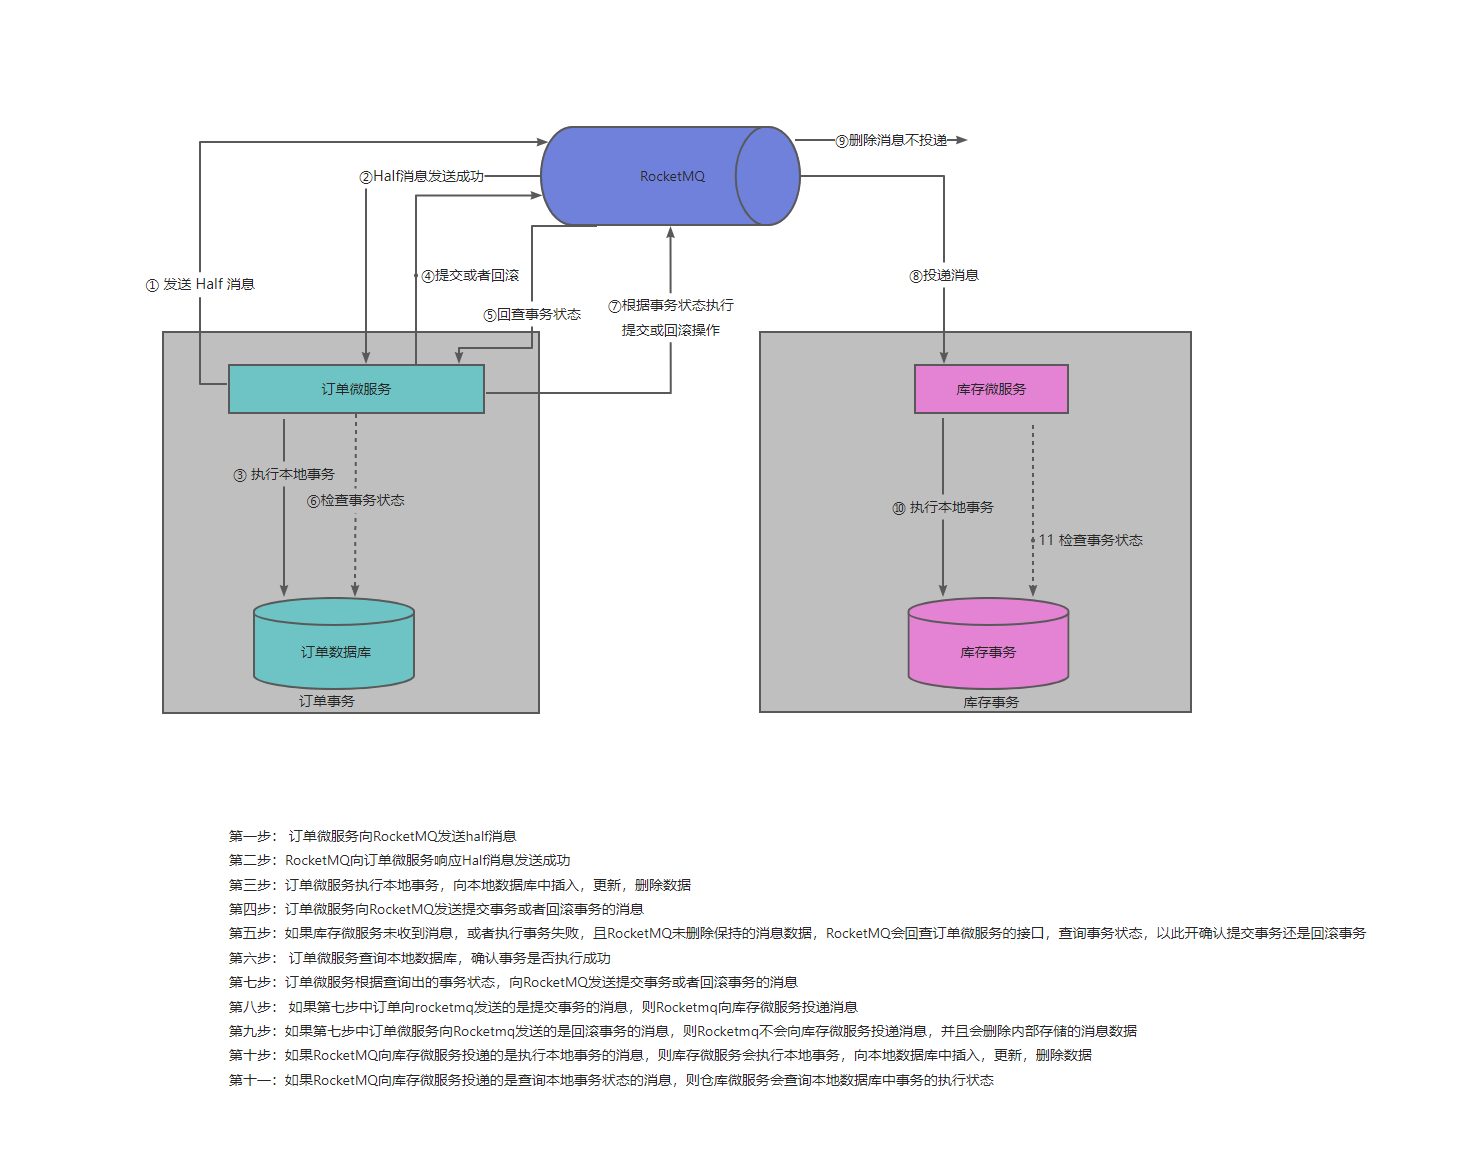 ⑨删除消息不投递
②Half消息发送成功
RocketMQ
④提交或者回滚
⑧投递消息
① 发送 Half 消息
⑤回查事务状态
⑦根据事务状态执行
提交或回滚操作
订单微服务
库存微服务
③ 执行本地事务
⑥检查事务状态
⑩ 执行本地事务
11 检查事务状态
订单数据库
库存事务
订单事务
库存事务
第一步： 订单微服务向RocketMQ发送half消息
第二步：RocketMQ向订单微服务响应Half消息发送成功
第三步：订单微服务执行本地事务，向本地数据库中插入，更新，删除数据
第四步：订单微服务向RocketMQ发送提交事务或者回滚事务的消息
第五步：如果库存微服务未收到消息，或者执行事务失败，且RocketMQ未删除保持的消息数据，RocketMQ会回查订单微服务的接口，查询事务状态，以此开确认提交事务还是回滚事务
第六步： 订单微服务查询本地数据库，确认事务是否执行成功
第七步：订单微服务根据查询出的事务状态，向RocketMQ发送提交事务或者回滚事务的消息
第八步： 如果第七步中订单向rocketmq发送的是提交事务的消息，则Rocketmq向库存微服务投递消息
第九步：如果第七步中订单微服务向Rocketmq发送的是回滚事务的消息，则Rocketmq不会向库存微服务投递消息，并且会删除内部存储的消息数据
第十步：如果RocketMQ向库存微服务投递的是执行本地事务的消息，则库存微服务会执行本地事务，向本地数据库中插入，更新，删除数据
第十一：如果RocketMQ向库存微服务投递的是查询本地事务状态的消息，则仓库微服务会查询本地数据库中事务的执行状态